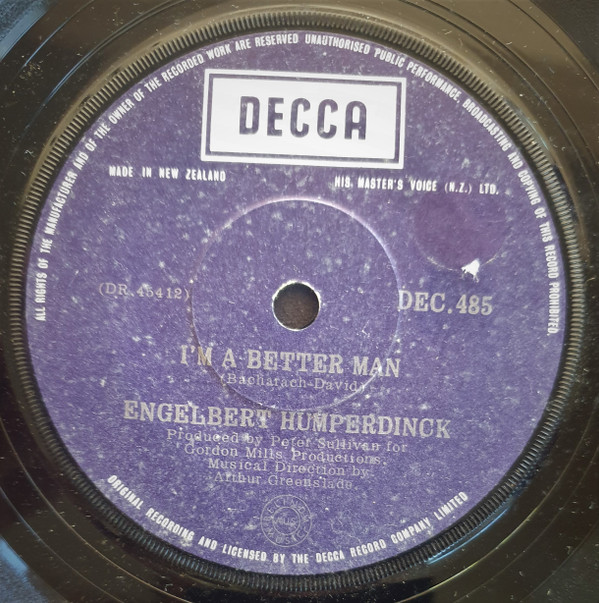 ALL RIGHTS OF THE MANUFACTURER AND OF THE OWNER OF THE RECORDED WORK ARE RESERVED UNAUTHORISED PUBLIC PERFORMANCE, BROADCASTING AND COPYING OF THIS RECORD PROHIBITED.
DECCA
MADE IN NEW ZEALAND
HIS MASTER'S VOICE (N.Z.) LTD.
(DR.45412)
DEC.485
I'M A BETTER MAN
(Bacharach-David)
ENGELBERT HUMPERDINCK
Produced by Peter Sullivan for
Gordon Mills Productions.
Musical Direction by
Arthur Greenslade
ORIGINAL RECORDING AND LICENSED BY THE DECCA RECORD COMPANY LIMITED